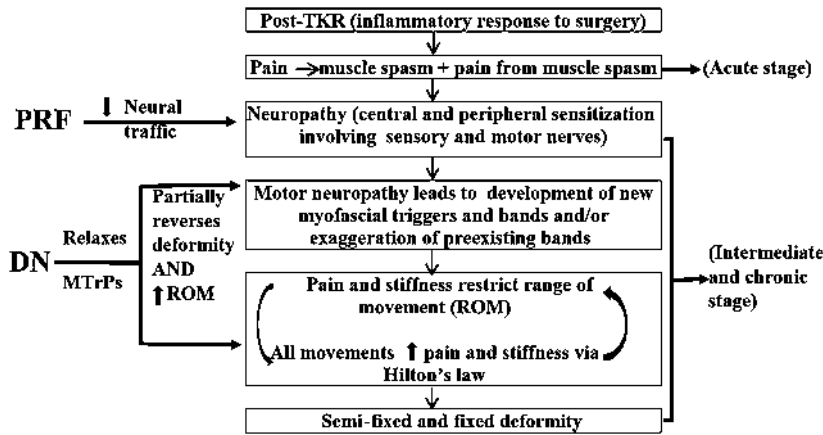 Post-TKR (inflammatory response to surgery)
Pain → muscle spasm + pain from muscle spasm
(Acute stage)
PRF
⬇ Neural
traffic
Neuropathy (central and peripheral sensitization
involving sensory and motor nerves)
Motor neuropathy leads to development of new
myofascial triggers and bands and/or
exaggeration of preexisting bands
DN
Relaxes
MTrPs
Partially
reverses
deformity
AND
⬆ ROM
Pain and stiffness restrict range of
movement (ROM)
All movements ⬆ pain and stiffness via
Hilton's law
(Intermediate
and chronic
stage)
Semi-fixed and fixed deformity